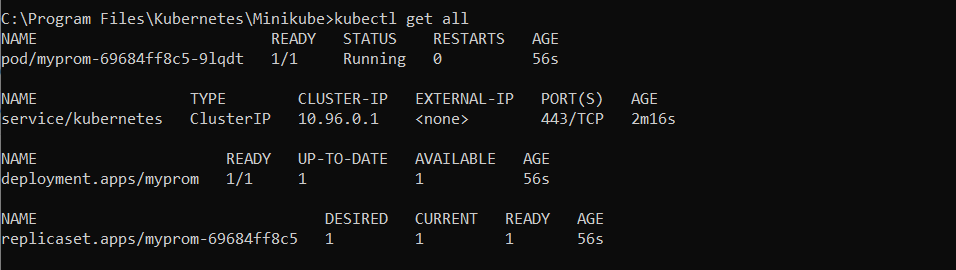 C:\Program Files\Kubernetes\Minikube>kubectl get all
NAME READY STATUS RESTARTS AGE
pod/myprom-69684ff8c5-9lqdt 1/1 Running 0 56s
NAME TYPE CLUSTER-IP EXTERNAL-IP PORT(S) AGE
service/kubernetes ClusterIP 10.96.0.1 <none> 443/TCP 2m16s
NAME READY UP-TO-DATE AVAILABLE AGE
deployment.apps/myprom 1/1 1 1 56s
NAME DESIRED CURRENT READY AGE
replicaset.apps/myprom-69684ff8c5 1 1 1 56s